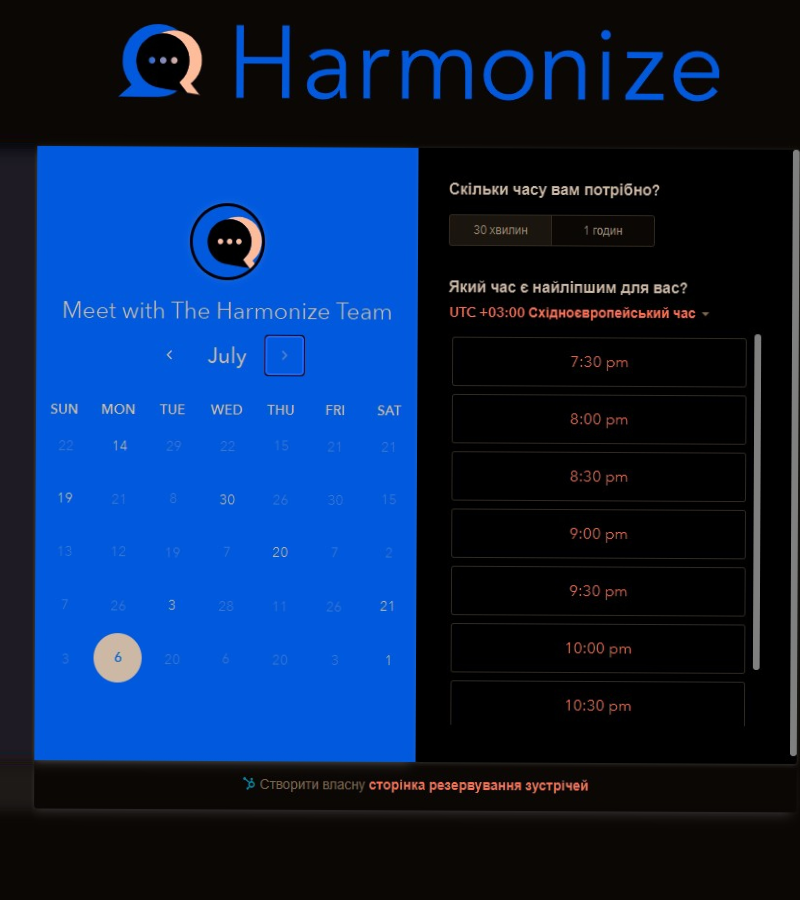 Harmonize
Meet with The Harmonize Team
July
SUN MON TUE WED THU FRI SAT
22 14 29 22 15 21 21
19 21 8 30 26 30 15
13 12 19 7 20 7 2
7 26 3 28 11 26 21
3 6 20 6 20 3 1
Скільки часу вам потрібно?
30 хвилин 1 годин
Який час є найліпшим для вас?
UTC +03:00 Східноєвропейський час
7:30 pm
8:00 pm
8:30 pm
9:00 pm
9:30 pm
10:00 pm
10:30 pm
Створити власну сторінка резервування зустрічей